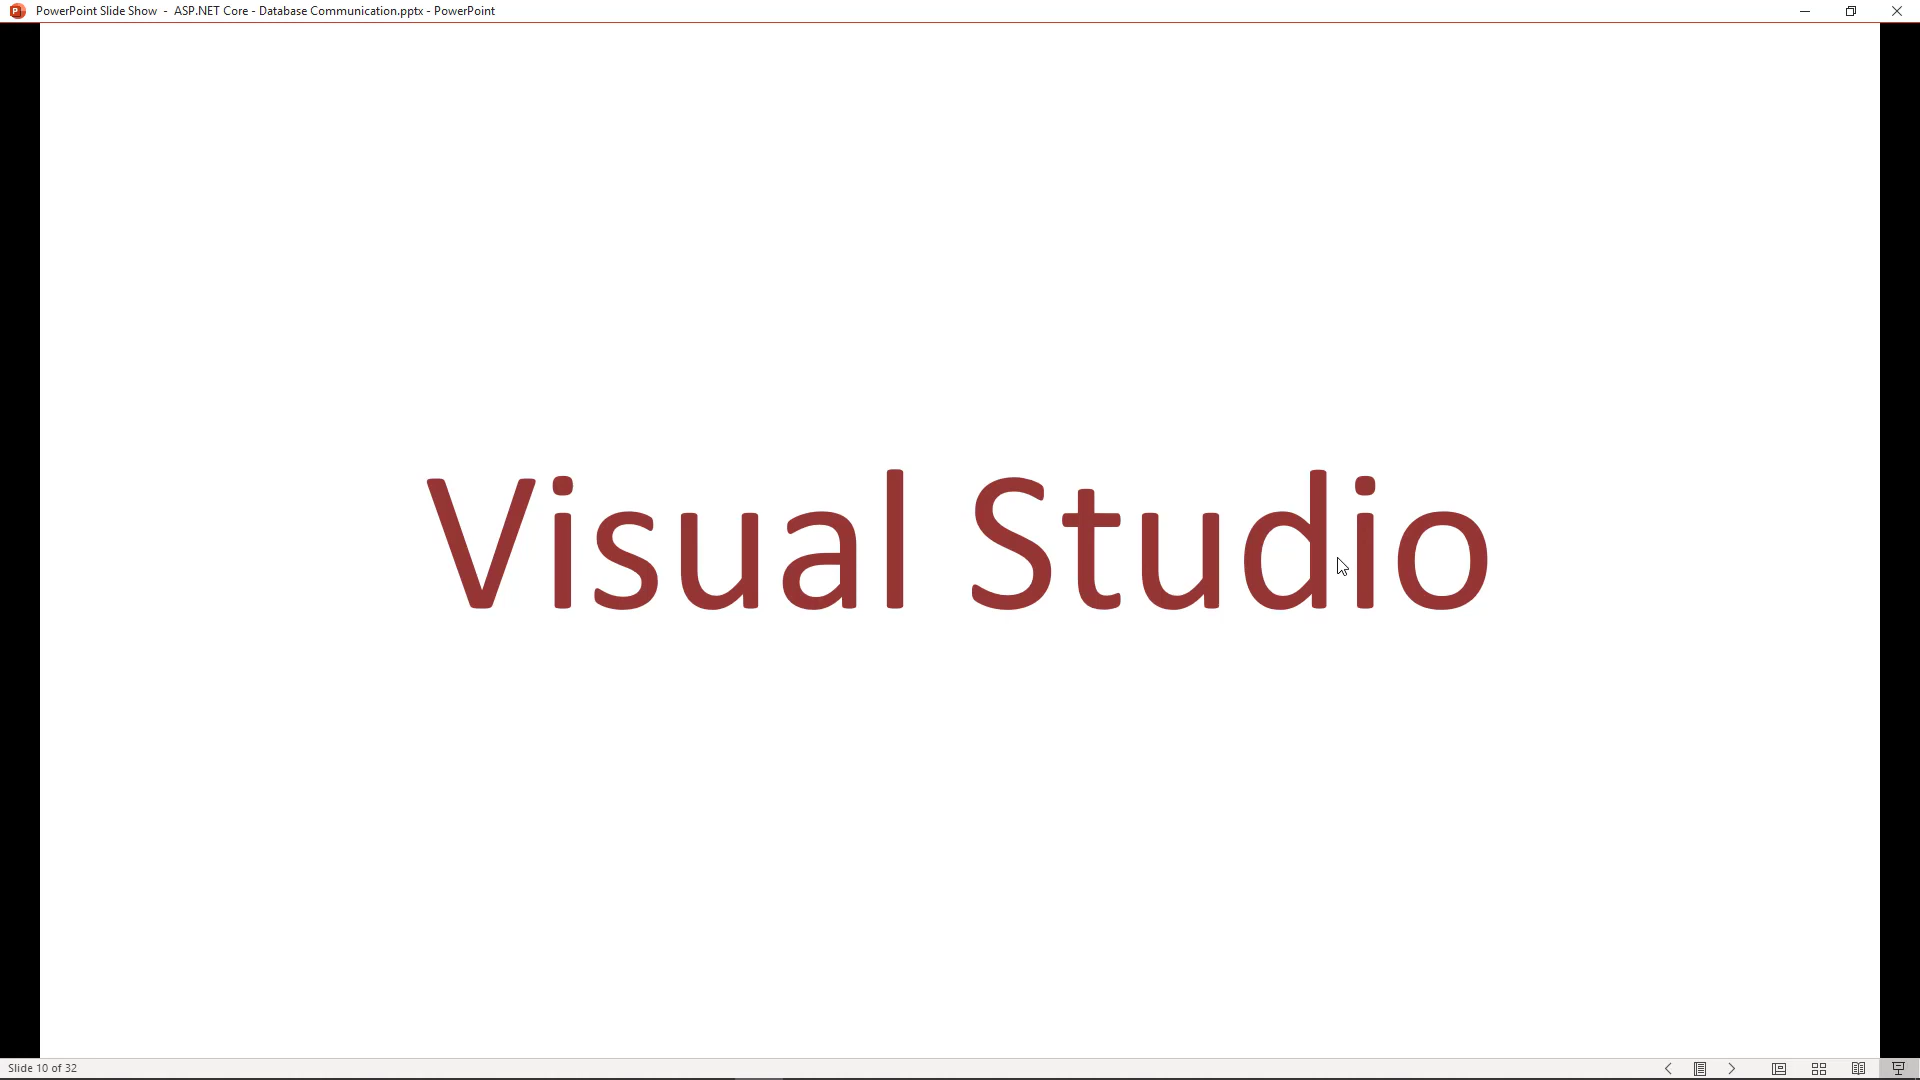 PowerPoint Slide Show - ASP.NET Core - Database Communication.pptx - PowerPoint
Visual Studio
Slide 10 of 32